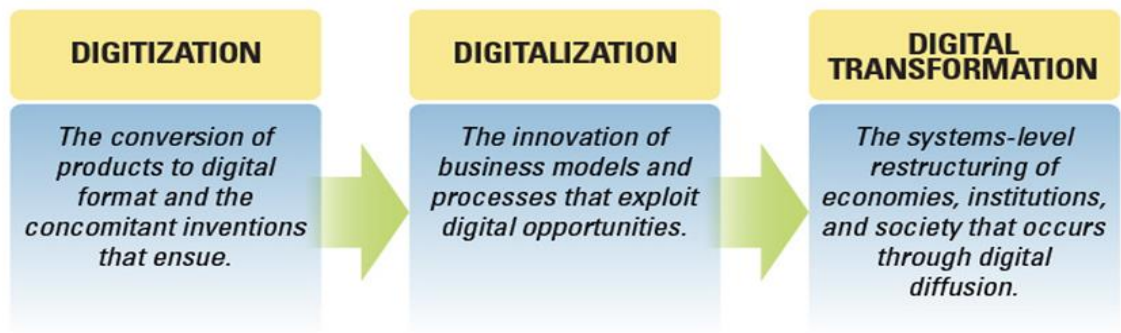 DIGITIZATION
The conversion of
products to digital
format and the
concomitant inventions
that ensue.
DIGITALIZATION
The innovation of
business models and
processes that exploit
digital opportunities.
DIGITAL
TRANSFORMATION
The systems-level
restructuring of
economies, institutions,
and society that occurs
through digital
diffusion.